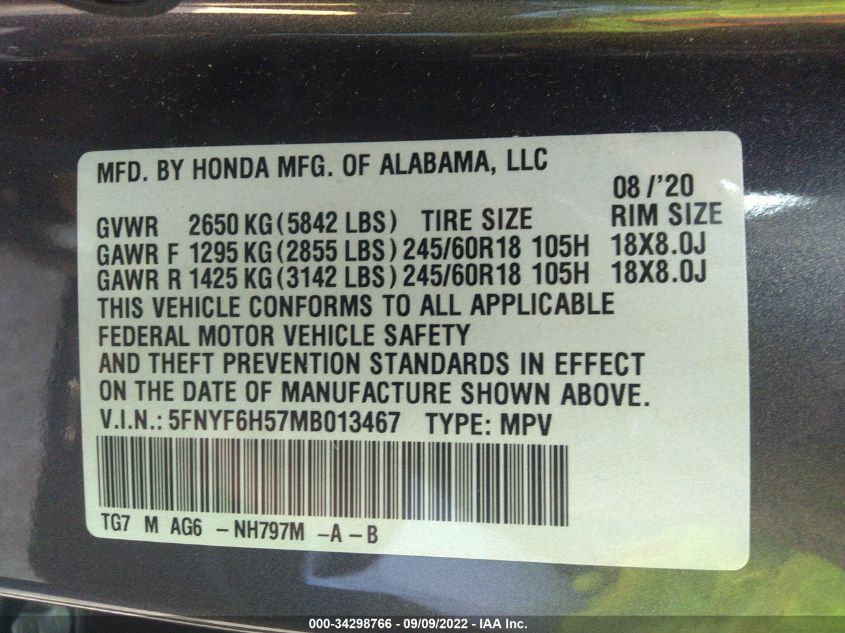 MFD. BY HONDA MFG. OF ALABAMA, LLC
08 /'20
GVWR 2650 KG (5842 LBS) TIRE SIZE RIM SIZE
GAWR F 1295 KG (2855 LBS) 245/60R18 105H 18X8.0J
GAWR R 1425 KG (3142 LBS) 245/60R18 105H 18X8.0J
THIS VEHICLE CONFORMS TO ALL APPLICABLE
FEDERAL MOTOR VEHICLE SAFETY
AND THEFT PREVENTION STANDARDS IN EFFECT
ON THE DATE OF MANUFACTURE SHOWN ABOVE.
V.I.N.: 5FNYF6H57MB013467 TYPE: MPV
TG7 M AG6 -NH797M -A-B
000-34298766 - 09/09/2022 - IAA Inc.